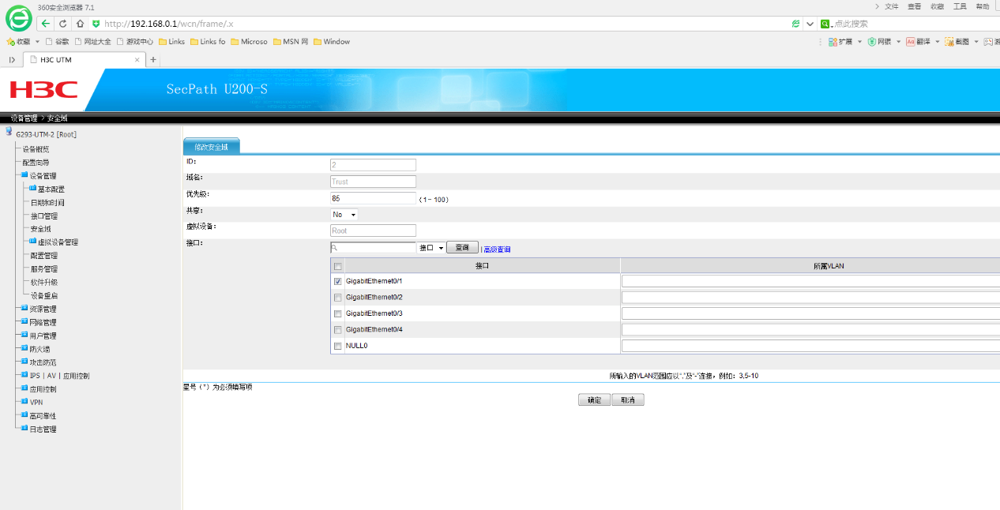 360安全浏览器 7.1
文件 查看 收藏 工具 帮助
http://192.168.0.1/wcn/frame/.x
点此搜索
收藏 谷歌 网址大全 游戏中心 Links Links fo Microso MSN 网 Window
扩展 网银 翻译 截图 游
H3C UTM
H3C
SecPath U200-S
设备管理 > 安全域
G293-UTM-2 [Root]
设备概览
配置向导
设备管理
基本配置
日期和时间
接口管理
安全域
虚拟设备管理
配置管理
服务管理
软件升级
设备重启
资源管理
网络管理
用户管理
防火墙
攻击防范
IPS | AV | 应用控制
应用控制
VPN
高可靠性
日志管理
修改安全域
ID: 2
域名: Trust
优先级: 85 (1- 100)
共享: No
虚拟设备: Root
接口: 接口 查询 | 高级查询
接口 所属VLAN
GigabitEthernet0/1
GigabitEthernet0/2
GigabitEthernet0/3
GigabitEthernet0/4
NULL0
所输入的VLAN范围应以“,”及“-”连接，例如：3,5-10
星号（*）为必须填写项
确定 取消